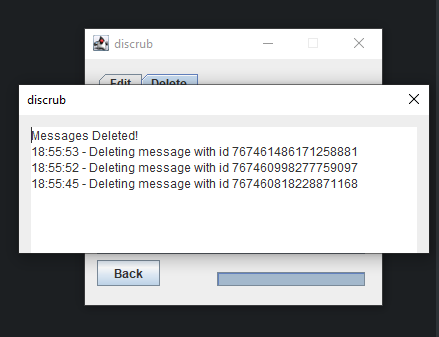 discrub
Edit
Delete
discrub
Messages Deleted!
18:55:53 - Deleting message with id 767461486171258881
18:55:52 - Deleting message with id 767460998277759097
18:55:45 - Deleting message with id 767460818228871168
Back